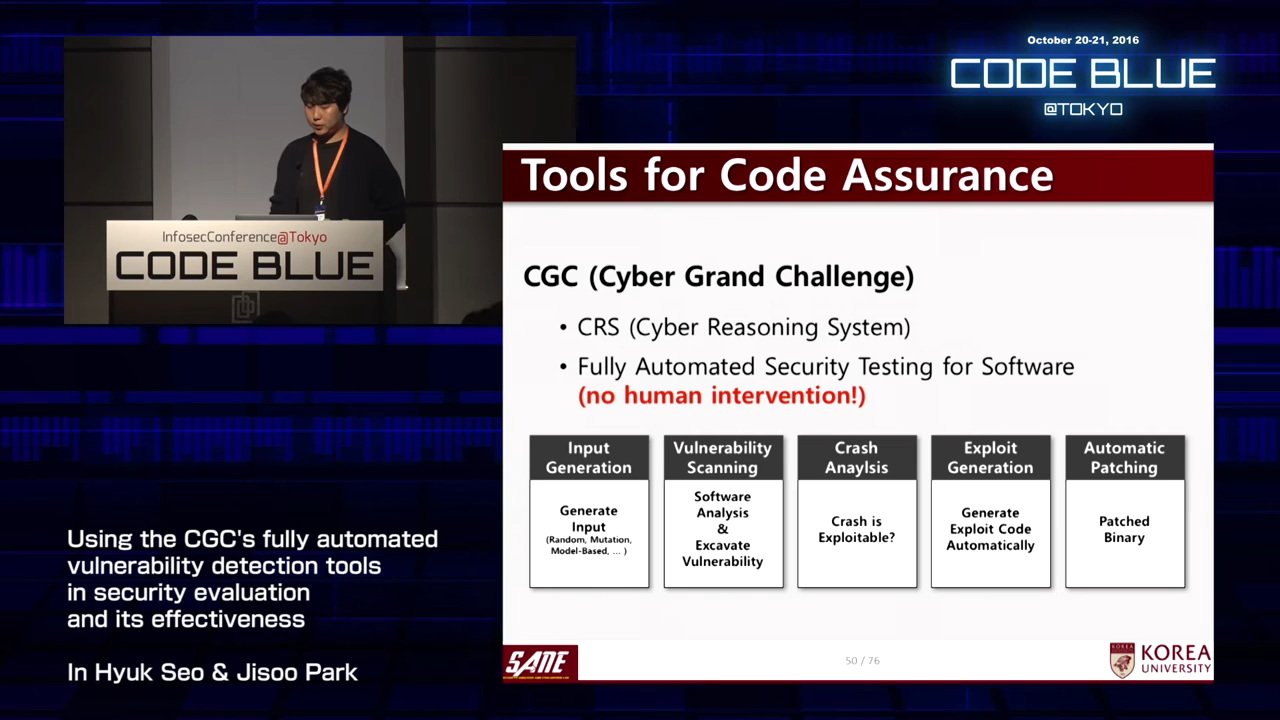 October 20-21, 2016
CODE BLUE
@TOKYO
InfosecConference@Tokyo
CODE BLUE
Tools for Code Assurance
CGC (Cyber Grand Challenge)
• CRS (Cyber Reasoning System)
• Fully Automated Security Testing for Software
(no human intervention!)
Input
Generation
Generate
Input
(Random, Mutation,
Model-Based, ... )
Vulnerability
Scanning
Software
Analysis
&
Excavate
Vulnerability
Crash
Anaylsis
Crash is
Exploitable?
Exploit
Generation
Generate
Exploit Code
Automatically
Automatic
Patching
Patched
Binary
SANE
50 / 76
KOREA
UNIVERSITY
Using the CGC's fully automated
vulnerability detection tools
in security evaluation
and its effectiveness
In Hyuk Seo & Jisoo Park